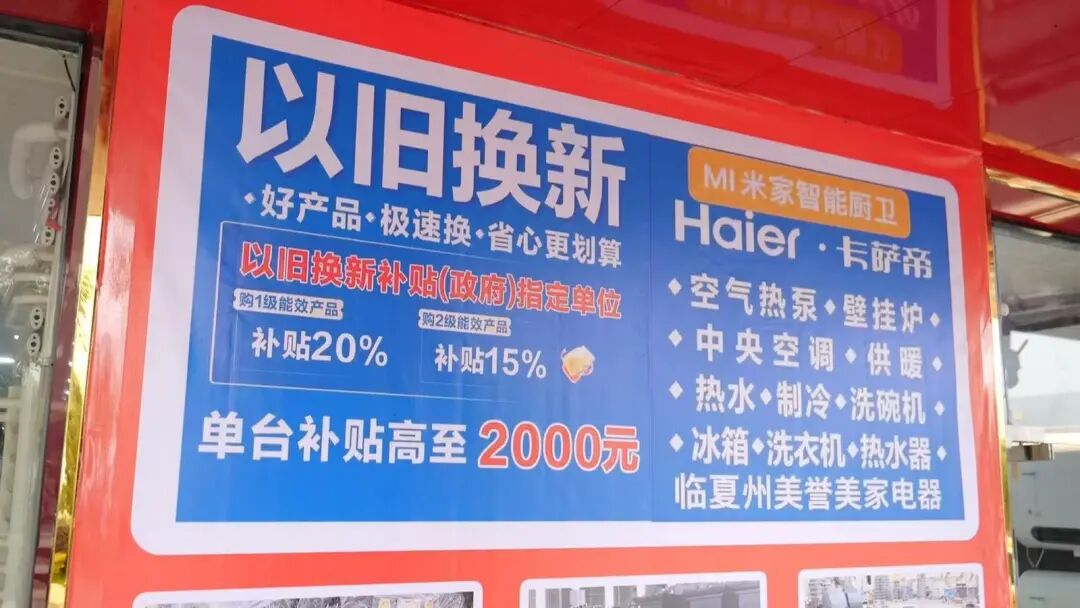 以旧换新
·好产品·极速换·省心更划算
以旧换新补贴(政府)指定单位
购1级能效产品
补贴20%
购2级能效产品
补贴15%
单台补贴高至2000元
MI 米家智能厨卫
Haier·卡萨帝
◆空气热泵◆壁挂炉◆
◆中央空调◆供暖◆
◆热水◆制冷◆洗碗机◆
◆冰箱◆洗衣机◆热水器◆
临夏州美誉美家电器